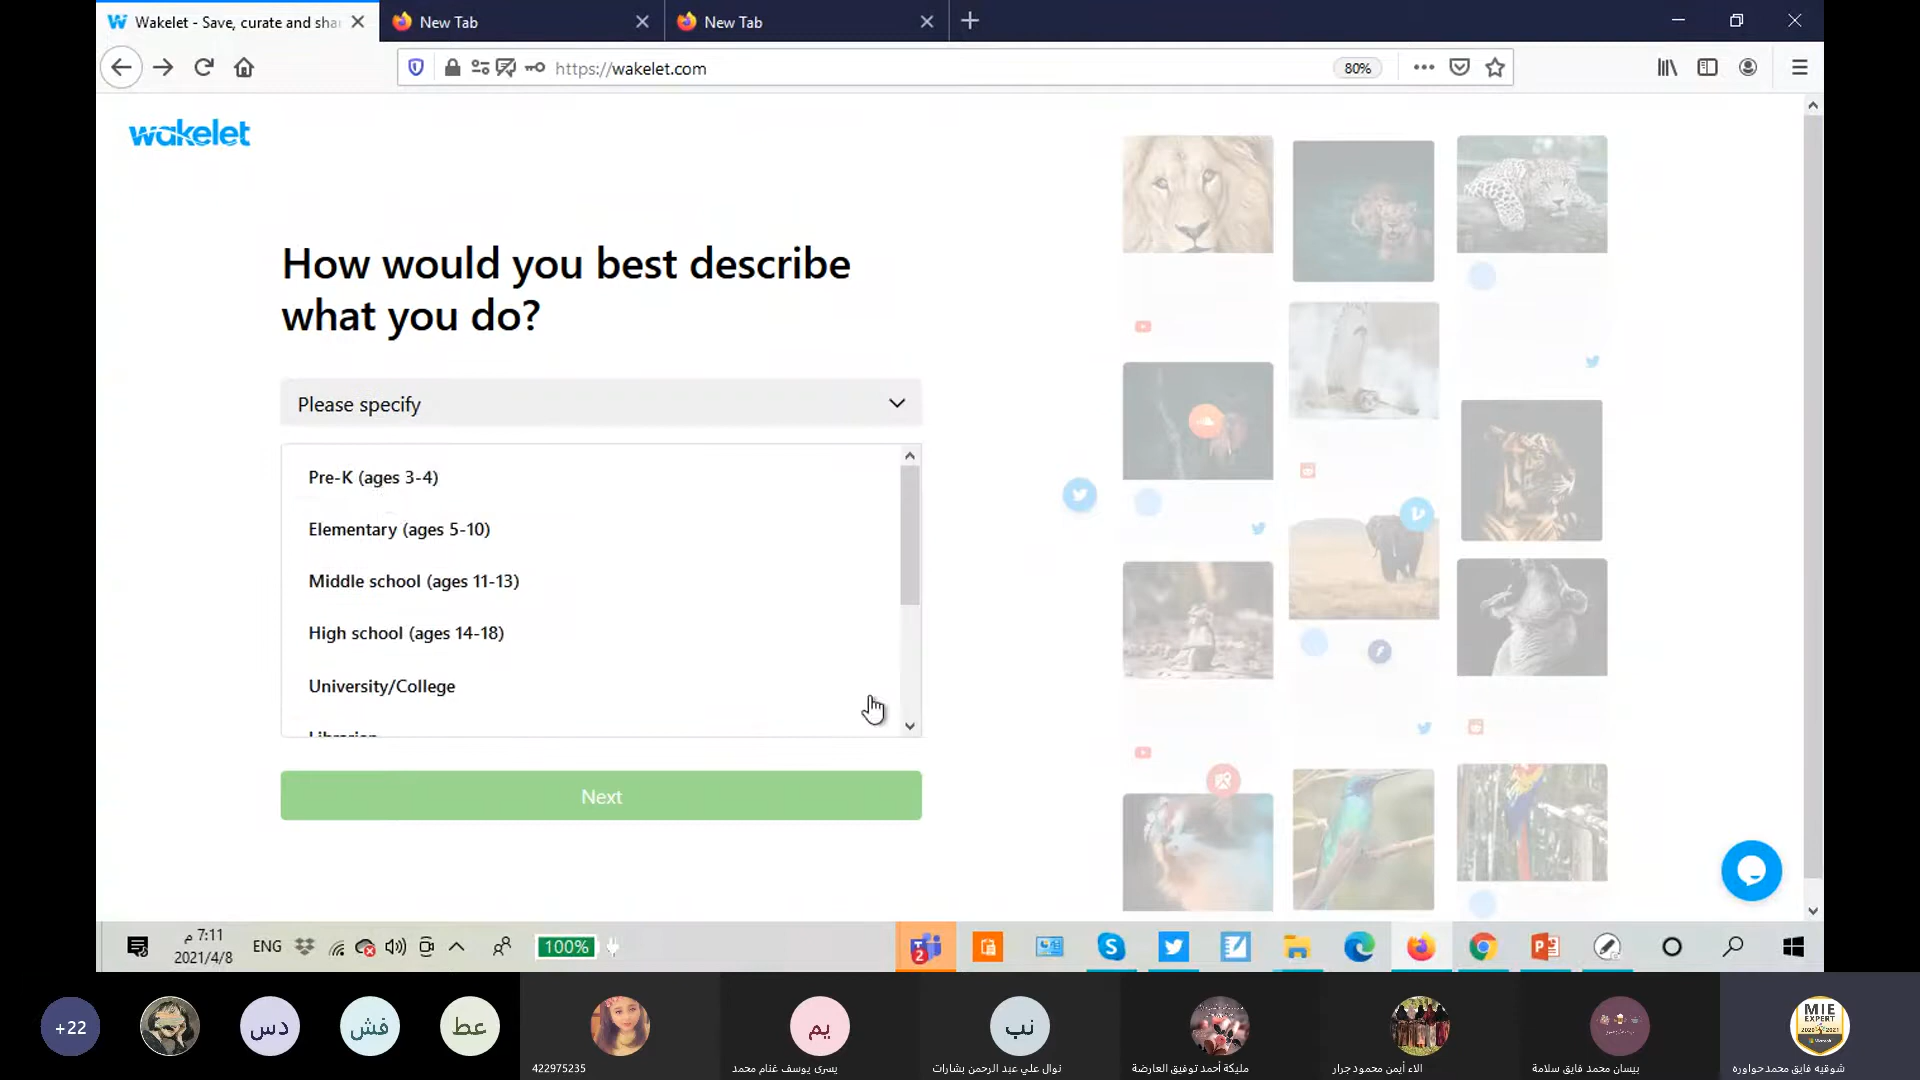 Wakelet - Save, curate and sha
New Tab
New Tab
https://wakelet.com
80%
wakelet
How would you best describe
what you do?
Please specify
Pre-K (ages 3-4)
Elementary (ages 5-10)
Middle school (ages 11-13)
High school (ages 14-18)
University/College
Librarian
Next
7:11 م
2021/4/8
ENG
100%
+22
دس
فش
عط
يم
نب
MIE
EXPERT
422975235
يسرى يوسف غنام محمد
نوال علي عبد الرحمن بشارات
مليكة أحمد توفيق العارضة
الاء أيمن محمود جرار
بيسان محمد فايق سلامة
شوقيه فايق محمد حواوره